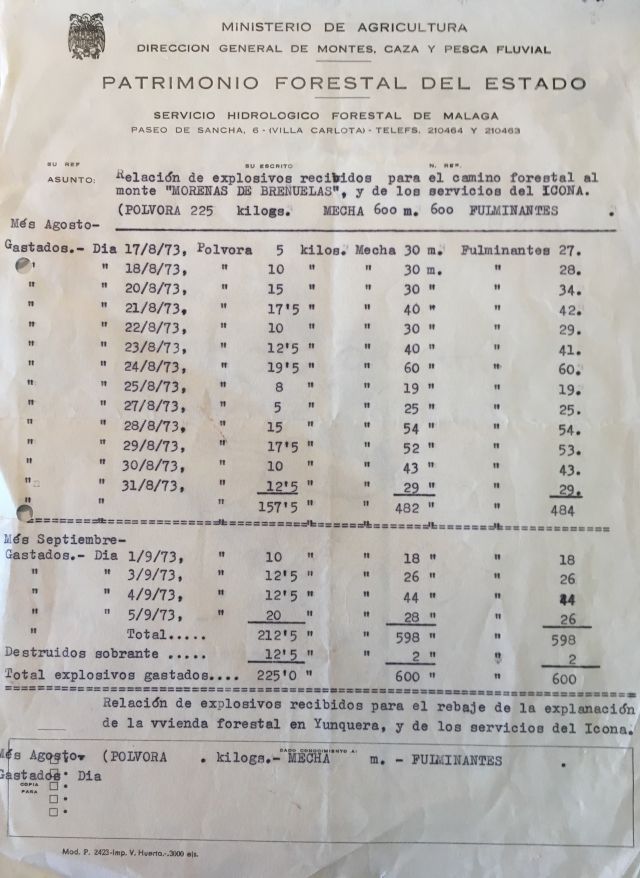 MINISTERIO DE AGRICULTURA
DIRECCION GENERAL DE MONTES, CAZA Y PESCA FLUVIAL
PATRIMONIO FORESTAL DEL ESTADO
SERVICIO HIDROLOGICO FORESTAL DE MALAGA
PASEO DE SANCHA, 6 - (VILLA CARLOTA) - TELEFS. 210464 Y 210463
SU REF SU ESCRITO N. REF.
ASUNTO: Relación de explosivos recibidos para el camino forestal al
monte "MORENAS DE BREÑUELAS", y de los servicios del ICONA.
(POLVORA 225 kilogs. MECHA 600 m. 600 FULMINANTES .
Més Agosto-
Gastados.- Dia 17/8/73, Polvora 5 kilos. Mecha 30 m. Fulminantes 27.
" " 18/8/73, " 10 " " 30 m. " 28.
" " 20/8/73, " 15 " " 30 " " 34.
" " 21/8/73, " 17'5 " " 40 " " 42.
" " 22/8/73, " 10 " " 30 " " 29.
" " 23/8/73, " 12'5 " " 40 " " 41.
" " 24/8/73, " 19'5 " " 60 " " 60.
" " 25/8/73, " 8 " " 19 " " 19.
" " 27/8/73, " 5 " " 25 " " 25.
" " 28/8/73, " 15 " " 54 " " 54.
" " 29/8/73, " 17'5 " " 52 " " 53.
" " 30/8/73, " 10 " " 43 " " 43.
" " 31/8/73, " 12'5 " " 29 " " 29.
" " " 157'5 " " 482 " " 484
Més Septiembre-
Gastados.- Dia 1/9/73, " 10 " " 18 " " 18
" " 3/9/73, " 12'5 " " 26 " " 26
" " 4/9/73, " 12'5 " " 44 " " 44
" " 5/9/73, " 20 " " 28 " " 26
" Total..... 212'5 " " 598 " " 598
Destruidos sobrante ..... 12'5 " " 2 " " 2
Total explosivos gastados.... 225'0 " 600 " 600
Relación de explosivos recibidos para el rebaje de la explanación
de la vvienda forestal en Yunquera, y de los servicios del Icona.
DADO CONOCIMIENTO A:
Més Agosto- (POLVORA . kilogs.- MECHA m. - FULMINANTES .
Gastados. Dia
COPIA
PARA
Mod. P. 2423-Imp. V. Huerta.-3000 ejs.